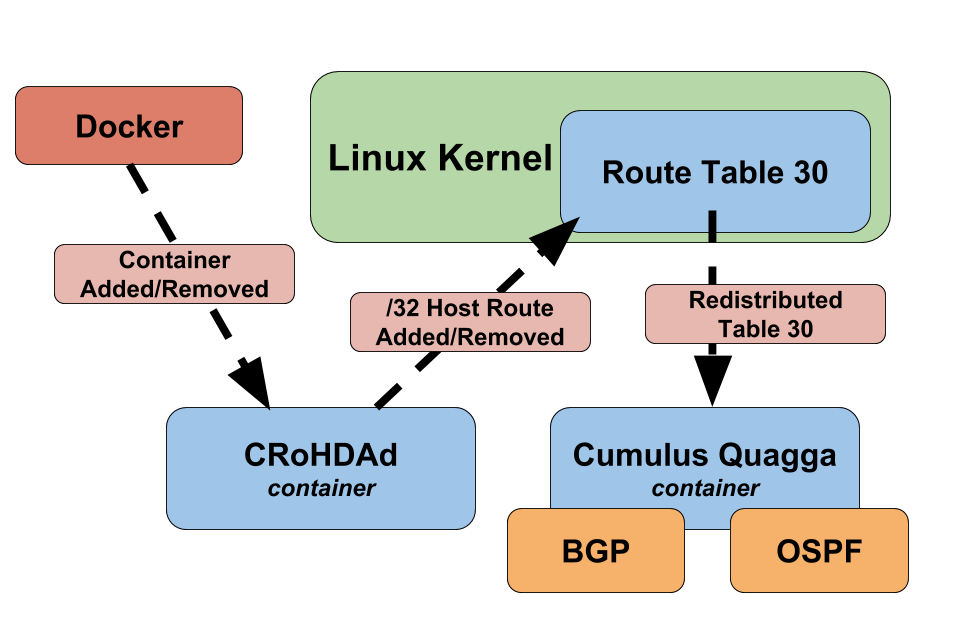 Docker
Linux Kernel
Route Table 30
Container
Added/Removed
/32 Host Route
Added/Removed
Redistributed
Table 30
CRoHDAd
container
Cumulus Quagga
container
BGP
OSPF